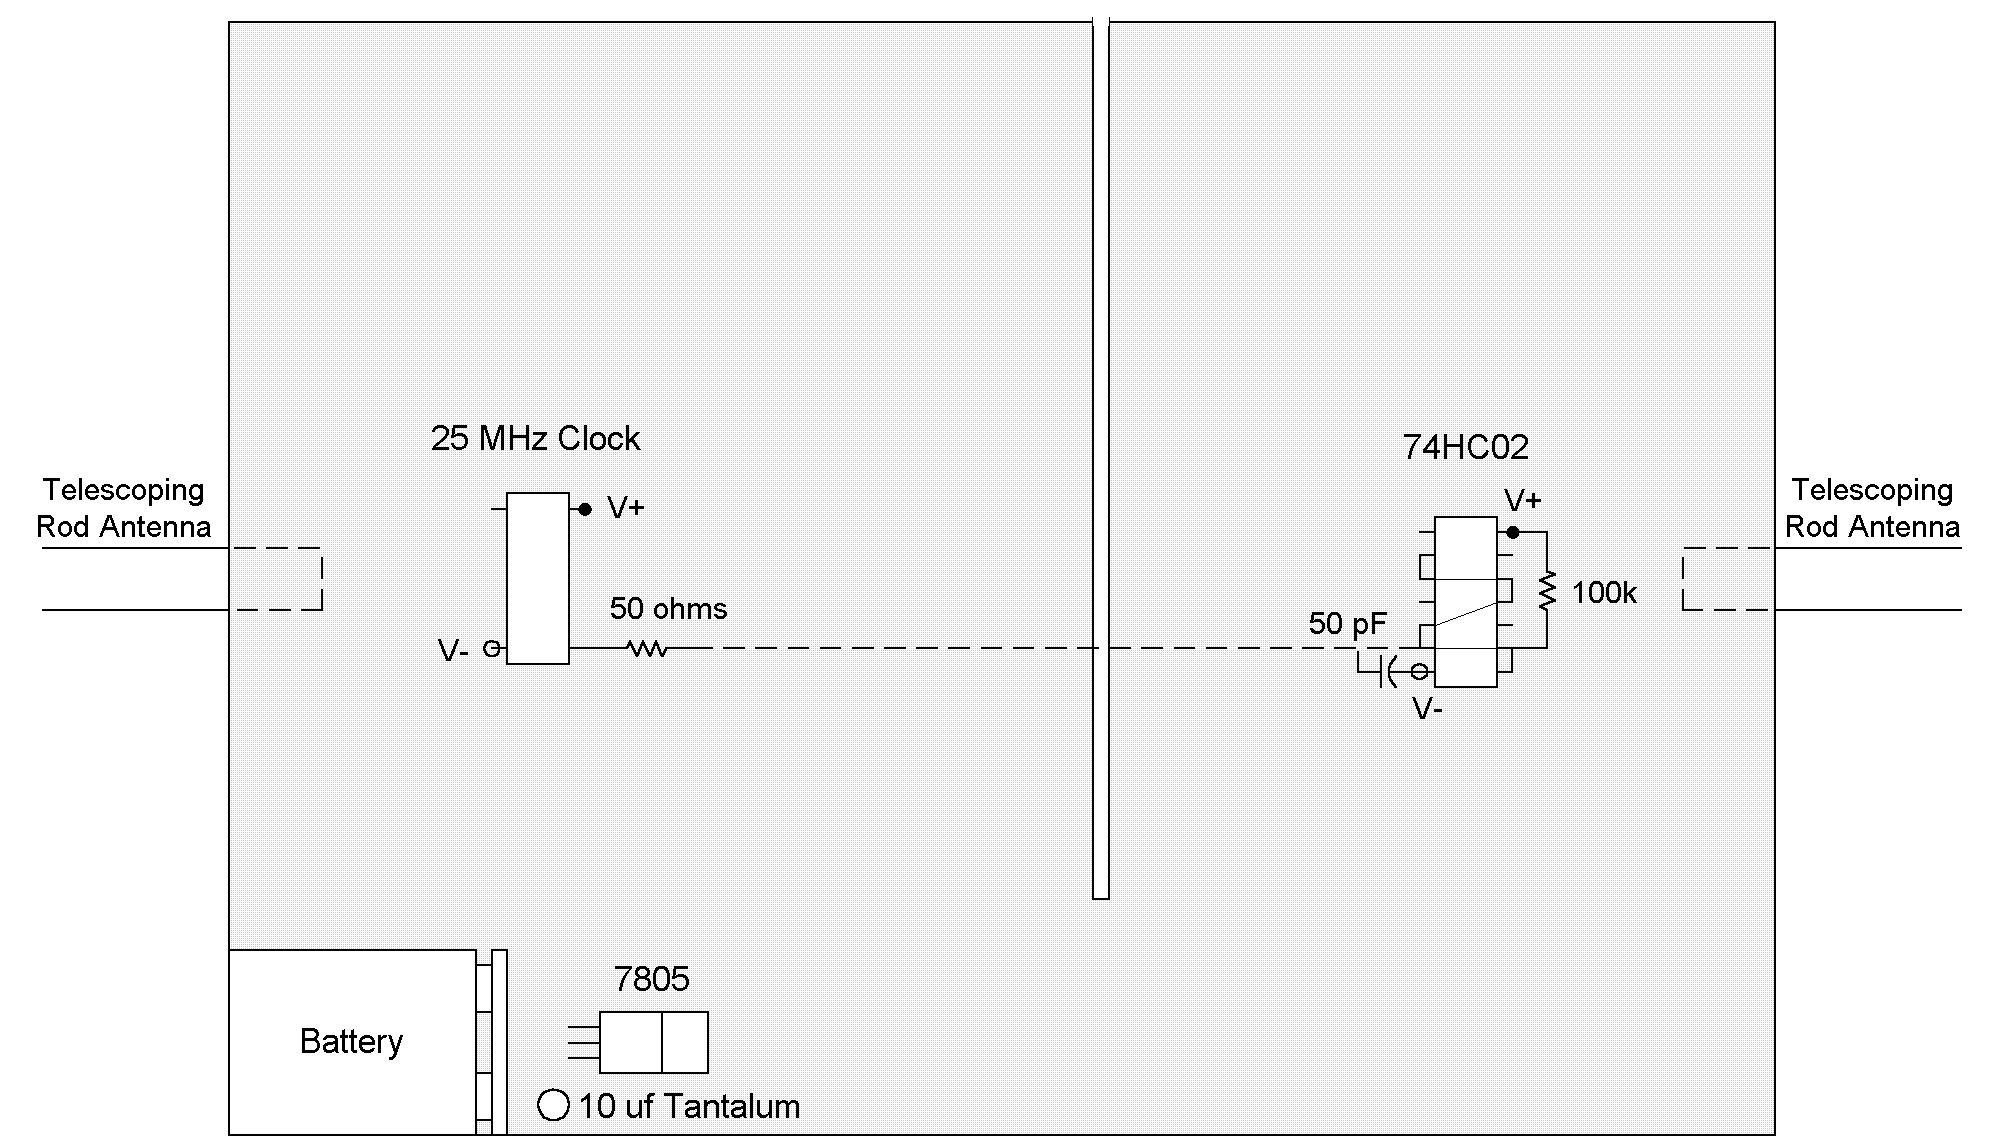 25 MHz Clock
74HC02
Telescoping
Rod Antenna
V+
V+
Telescoping
Rod Antenna
50 ohms
100k
50 pF
V-
V-
7805
Battery
10 uf Tantalum